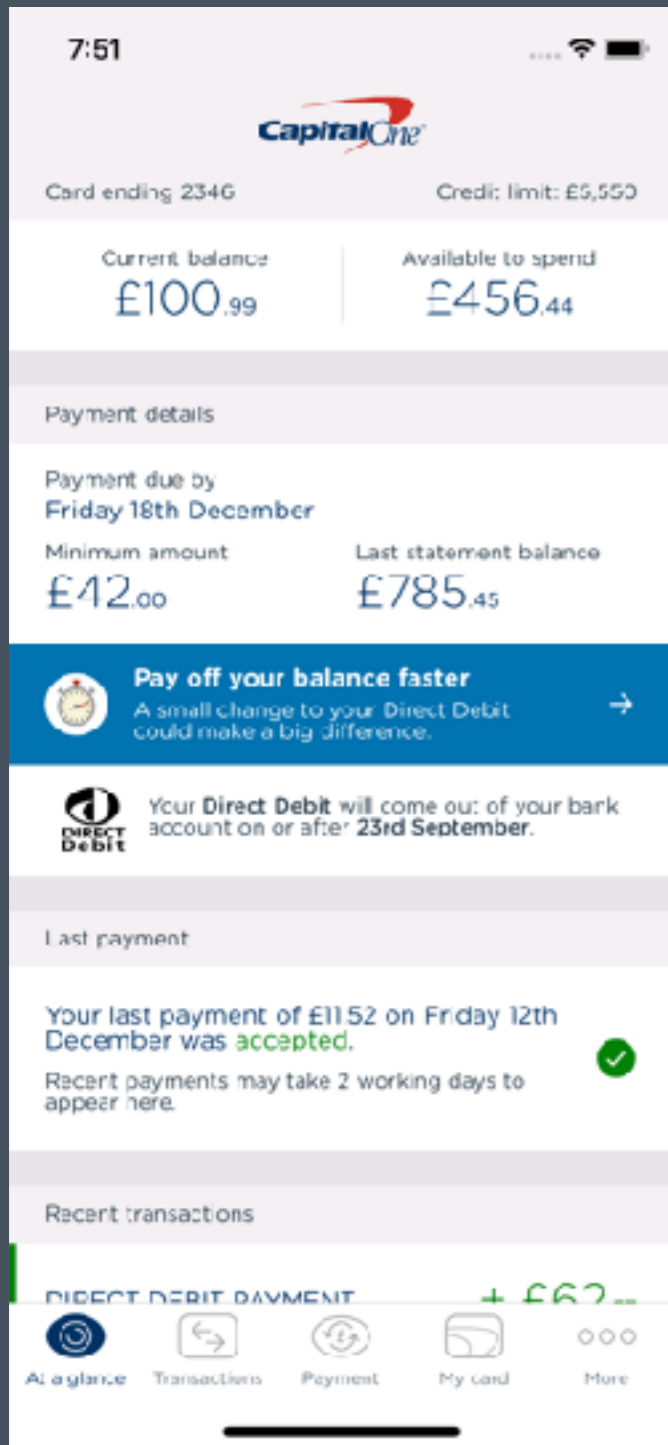 7:51
CapitalOne
Card ending 2346
Credit limit: £5,550
Current balance
Available to spend
£100.99
£456.44
Payment details
Payment due by
Friday 18th December
Minimum amount
Last statement balance
£42.00
£785.45
Pay off your balance faster
A small change to your Direct Debit
could make a big difference.
DIRECT
Debit
Your Direct Debit will come out of your bank
account on or after 23rd September.
Last payment
Your last payment of £11.52 on Friday 12th
December was accepted.
Recent payments may take 2 working days to
appear here.
Recent transactions
DIRECT DEBIT PAYMENT
+ £62
At a glance
Transactions
Payment
My card
More